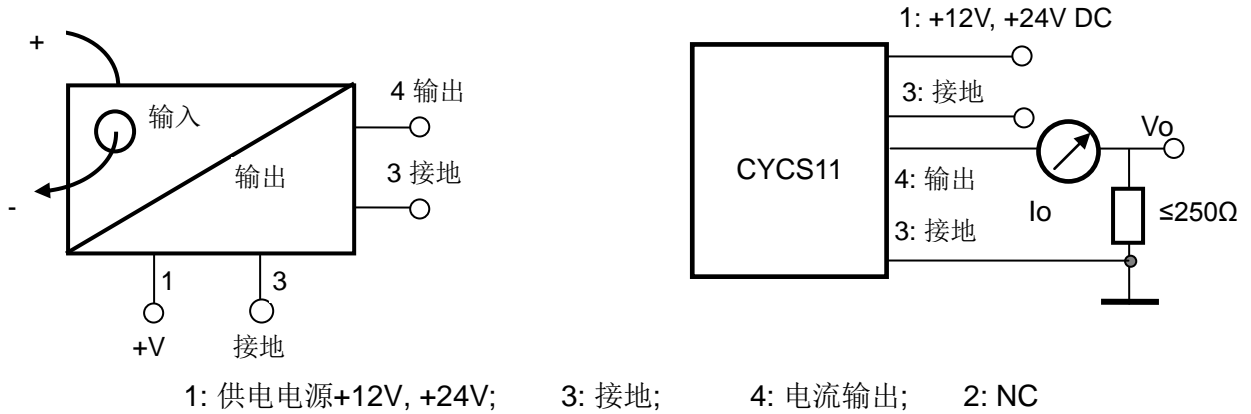 1: +12V, +24V DC
+
4 输出
输入
3: 接地
Vo
CYCS11
输出
3 接地
4: 输出
-
Io
≤250Ω
3: 接地
1
3
+V
接地
1: 供电电源+12V, +24V; 3: 接地; 4: 电流输出; 2: NC